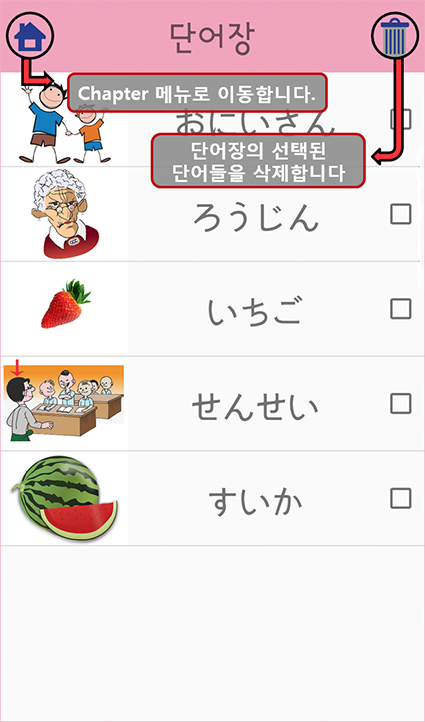 단어장
Chapter 메뉴로 이동합니다.
おにいさん
단어장의 선택된
단어들을 삭제합니다
ろうじん
いちご
せんせい
すいか